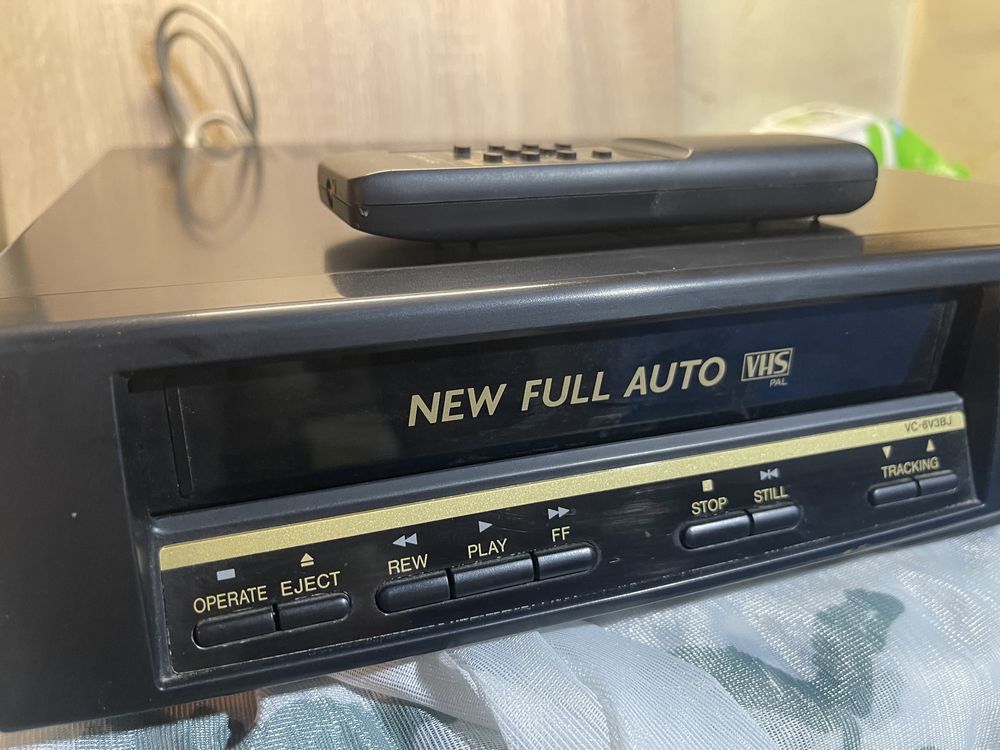 NEW FULL AUTO VHS
PAL
VC-6V3BJ
OPERATE EJECT REW PLAY FF STOP STILL TRACKING